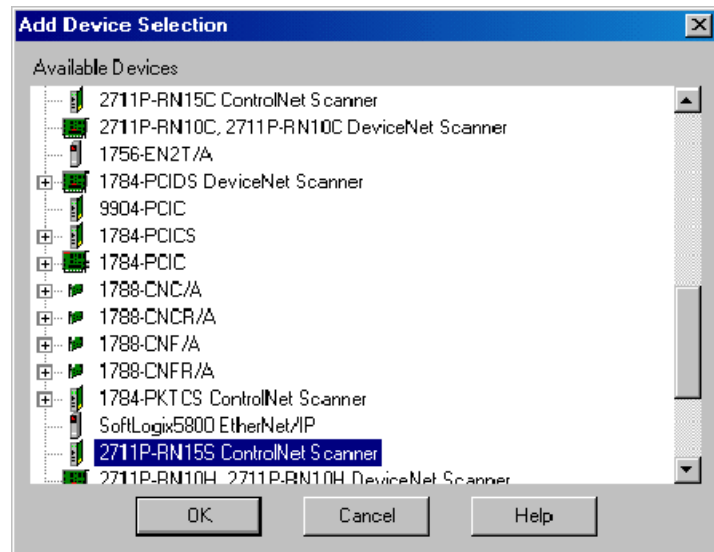 Add Device Selection
Available Devices
2711P-RN15C ControlNet Scanner
2711P-RN10C, 2711P-RN10C DeviceNet Scanner
1756-EN2T/A
1784-PCIDS DeviceNet Scanner
9904-PCIC
1784-PCICS
1784-PCIC
1788-CNC/A
1788-CNCR/A
1788-CNF/A
1788-CNFR/A
1784-PKTCS ControlNet Scanner
SoftLogix5800 EtherNet/IP
2711P-RN15S ControlNet Scanner
2711P-RN10H, 2711P-RN10H DeviceNet Scanner
OK Cancel Help